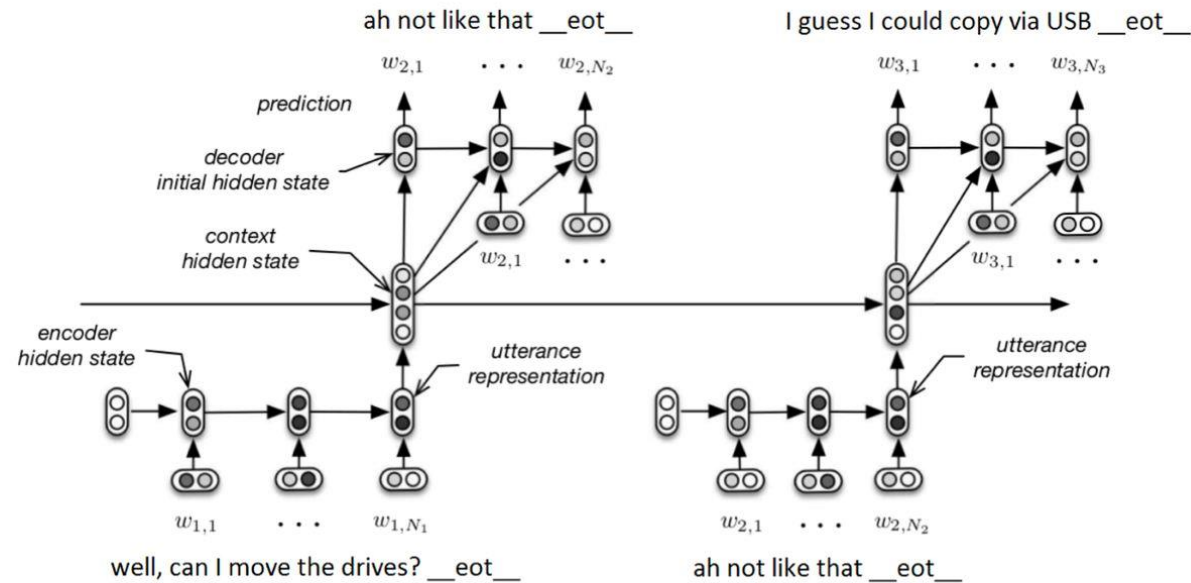 ah not like that __eot__
I guess I could copy via USB __eot__
w2,1 · · · w2,N2
w3,1 · · · w3,N3
prediction
decoder
initial hidden state
context
hidden state
w2,1 · · ·
w3,1 · · ·
encoder
hidden state
utterance
representation
utterance
representation
w1,1 · · · w1,N1
w2,1 · · · w2,N2
well, can I move the drives? __eot__
ah not like that __eot__